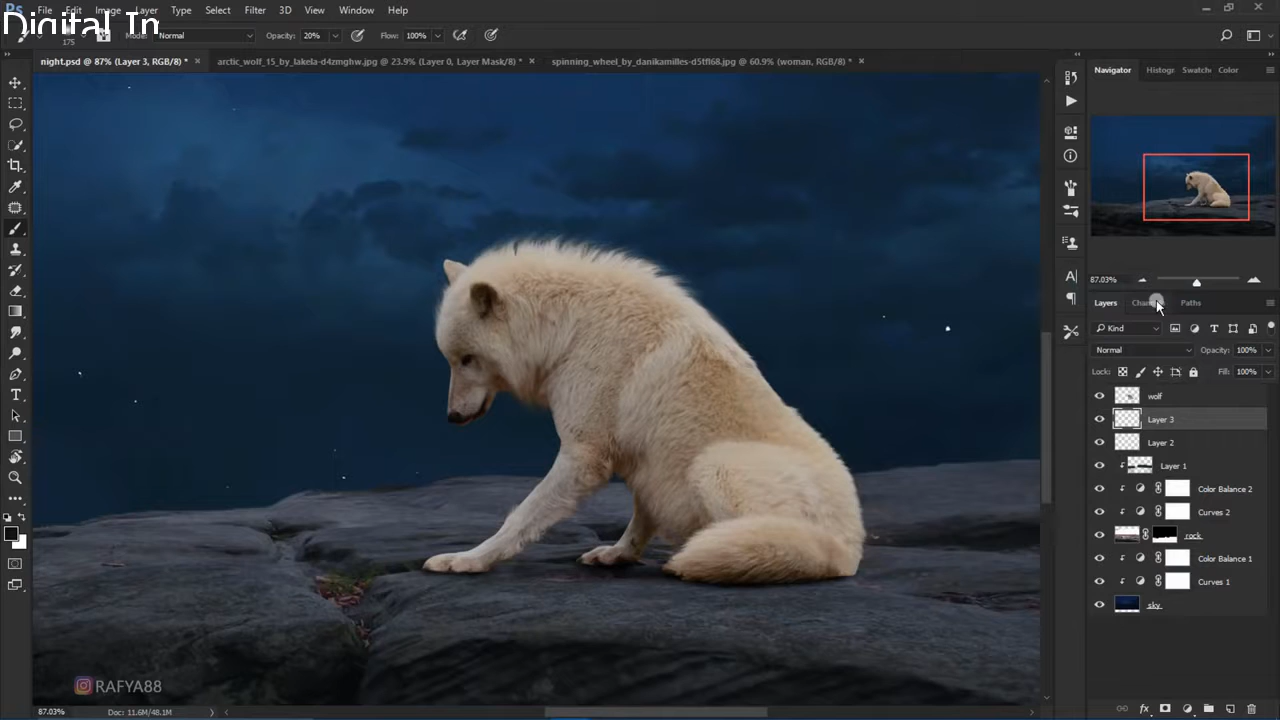 Ps File Edit Image Layer Type Select Filter 3D View Window Help
Digital Im
175 Mode: Normal Opacity: 20% Flow: 100%
night.psd @ 87% (Layer 3, RGB/8) * × arctic_wolf_15_by_lakela-d4zmghw.jpg @ 23.9% (Layer 0, Layer Mask/8) * × spinning_wheel_by_danikamilles-d5tfl68.jpg @ 60.9% (woman, RGB/8) * ×
Navigator Histog Swatch Color
87.03%
Layers Paths
Kind
Normal Opacity: 100%
Lock: Fill: 100%
wolf
Layer 3
Layer 2
Layer 1
Color Balance 2
Curves 2
rock
Color Balance 1
Curves 1
sky
RAFYA88
87.03% Doc: 11.6M/48.1M